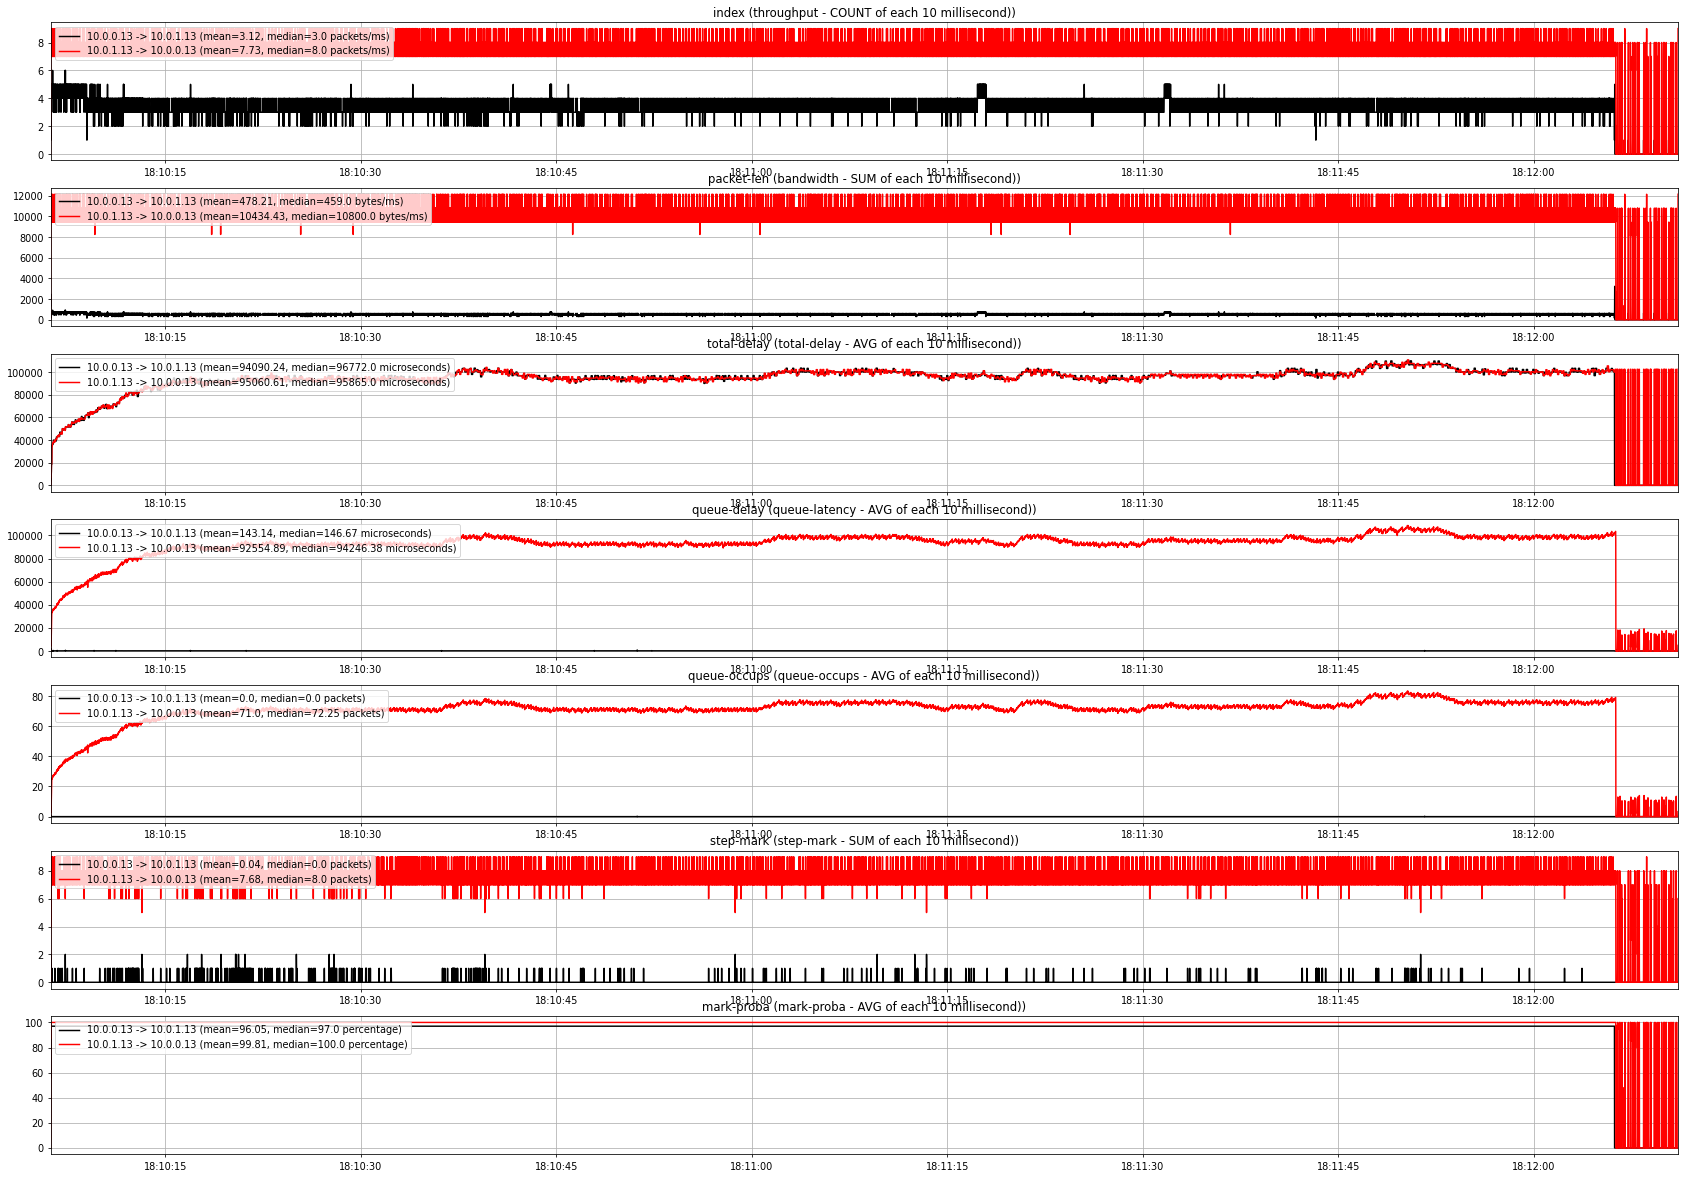 index (throughput - COUNT of each 10 millisecond))
10.0.0.13 -> 10.0.1.13 (mean=3.12, median=3.0 packets/ms)
10.0.1.13 -> 10.0.0.13 (mean=7.73, median=8.0 packets/ms)
8
6
4
2
0
18:10:15 18:10:30 18:10:45 18:11:00 18:11:15 18:11:30 18:11:45 18:12:00
packet-len (bandwidth - SUM of each 10 millisecond))
10.0.0.13 -> 10.0.1.13 (mean=478.21, median=459.0 bytes/ms)
10.0.1.13 -> 10.0.0.13 (mean=10434.43, median=10800.0 bytes/ms)
12000
10000
8000
6000
4000
2000
0
18:10:15 18:10:30 18:10:45 18:11:00 18:11:15 18:11:30 18:11:45 18:12:00
total-delay (total-delay - AVG of each 10 millisecond))
10.0.0.13 -> 10.0.1.13 (mean=94090.24, median=96772.0 microseconds)
10.0.1.13 -> 10.0.0.13 (mean=95060.61, median=95865.0 microseconds)
100000
80000
60000
40000
20000
0
18:10:15 18:10:30 18:10:45 18:11:00 18:11:15 18:11:30 18:11:45 18:12:00
queue-delay (queue-latency - AVG of each 10 millisecond))
10.0.0.13 -> 10.0.1.13 (mean=143.14, median=146.67 microseconds)
10.0.1.13 -> 10.0.0.13 (mean=92554.89, median=94246.38 microseconds)
100000
80000
60000
40000
20000
0
18:10:15 18:10:30 18:10:45 18:11:00 18:11:15 18:11:30 18:11:45 18:12:00
queue-occups (queue-occups - AVG of each 10 millisecond))
10.0.0.13 -> 10.0.1.13 (mean=0.0, median=0.0 packets)
10.0.1.13 -> 10.0.0.13 (mean=71.0, median=72.25 packets)
80
60
40
20
0
18:10:15 18:10:30 18:10:45 18:11:00 18:11:15 18:11:30 18:11:45 18:12:00
step-mark (step-mark - SUM of each 10 millisecond))
10.0.0.13 -> 10.0.1.13 (mean=0.04, median=0.0 packets)
10.0.1.13 -> 10.0.0.13 (mean=7.68, median=8.0 packets)
8
6
4
2
0
18:10:15 18:10:30 18:10:45 18:11:00 18:11:15 18:11:30 18:11:45 18:12:00
mark-proba (mark-proba - AVG of each 10 millisecond))
10.0.0.13 -> 10.0.1.13 (mean=96.05, median=97.0 percentage)
10.0.1.13 -> 10.0.0.13 (mean=99.81, median=100.0 percentage)
100
80
60
40
20
0
18:10:15 18:10:30 18:10:45 18:11:00 18:11:15 18:11:30 18:11:45 18:12:00